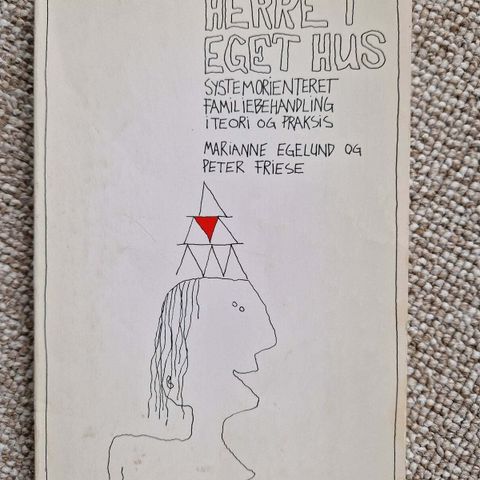 HERRE I
EGET HUS
SYSTEMORIENTERET
FAMILIEBEHANDLING
I TEORI OG PRAKSIS
MARIANNE EGELUND OG
PETER FRIESE